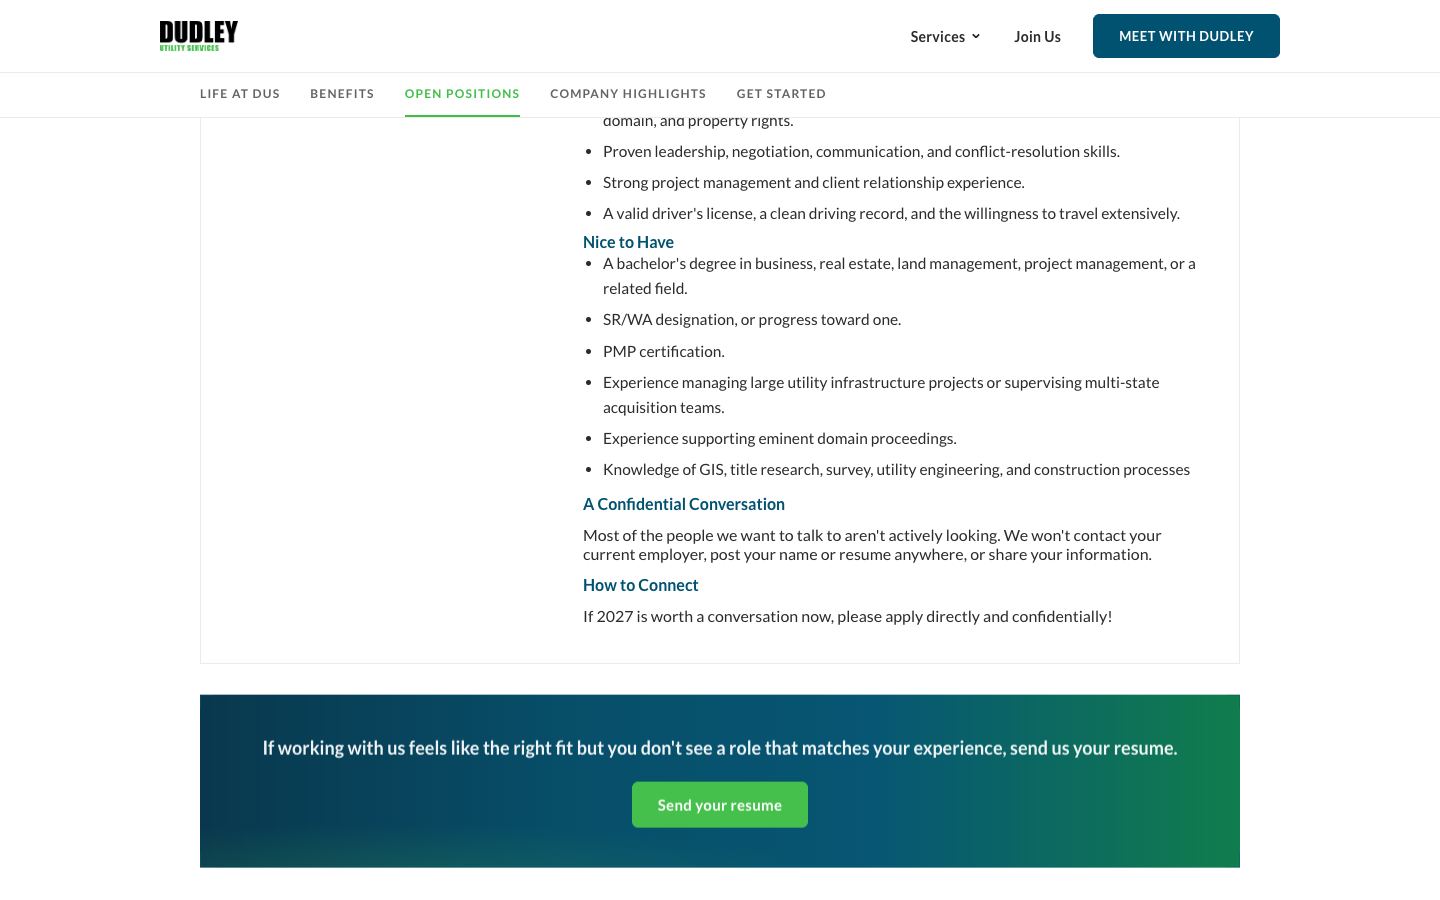 DUDLEY
UTILITY SERVICES
Services
Join Us
MEET WITH DUDLEY
LIFE AT DUS
BENEFITS
OPEN POSITIONS
COMPANY HIGHLIGHTS
GET STARTED
domain, and property rights.
• Proven leadership, negotiation, communication, and conflict-resolution skills.
• Strong project management and client relationship experience.
• A valid driver's license, a clean driving record, and the willingness to travel extensively.
Nice to Have
• A bachelor's degree in business, real estate, land management, project management, or a
related field.
• SR/WA designation, or progress toward one.
• PMP certification.
• Experience managing large utility infrastructure projects or supervising multi-state
acquisition teams.
• Experience supporting eminent domain proceedings.
• Knowledge of GIS, title research, survey, utility engineering, and construction processes
A Confidential Conversation
Most of the people we want to talk to aren't actively looking. We won't contact your
current employer, post your name or resume anywhere, or share your information.
How to Connect
If 2027 is worth a conversation now, please apply directly and confidentially!
If working with us feels like the right fit but you don't see a role that matches your experience, send us your resume.
Send your resume